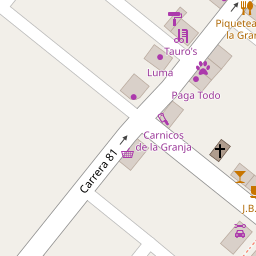 Piquetea
la Gran
Tauro's
Luma
Paga Todo
Carnicos
de la Granja
Carrera 81
J.B.